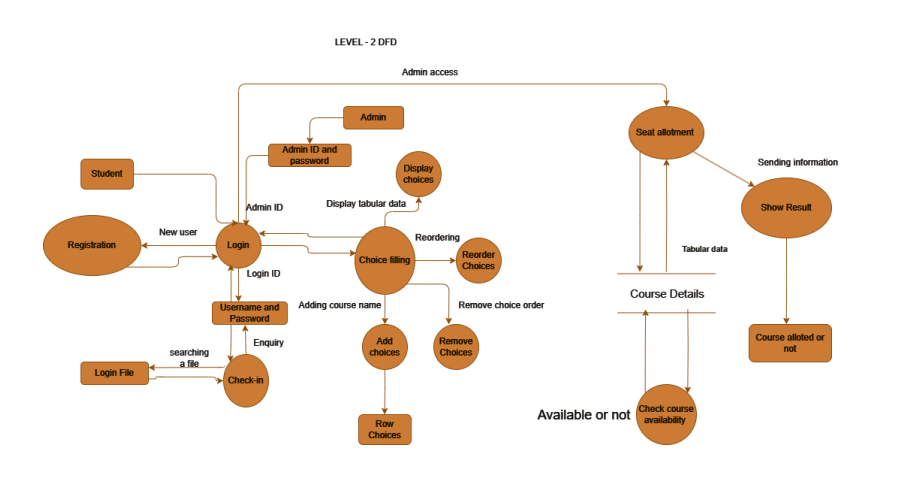 LEVEL - 2 DFD
Admin access
Admin
Seat allotment
Admin ID and
password
Sending information
Student
Display
choices
Admin ID
Display tabular data
Show Result
New user
Reordering
Registration
Login
Choice filling
Reorder
Choices
Tabular data
Login ID
Course Details
Username and
Password
Adding course name
Remove choice order
Enquiry
Add
choices
Remove
Choices
Course alloted or
not
searching
a file
Login File
Check-in
Available or not
Check course
availability
Row
Choices